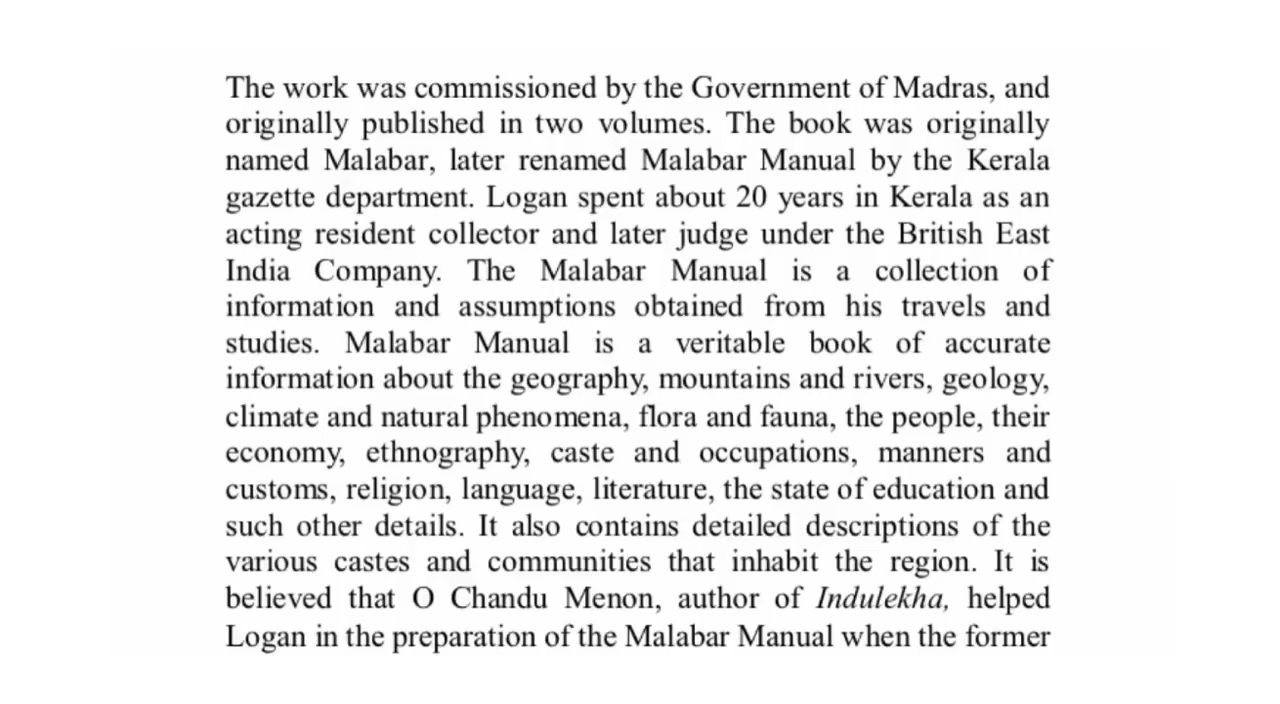 The work was commissioned by the Government of Madras, and
originally published in two volumes. The book was originally
named Malabar, later renamed Malabar Manual by the Kerala
gazette department. Logan spent about 20 years in Kerala as an
acting resident collector and later judge under the British East
India Company. The Malabar Manual is a collection of
information and assumptions obtained from his travels and
studies. Malabar Manual is a veritable book of accurate
information about the geography, mountains and rivers, geology,
climate and natural phenomena, flora and fauna, the people, their
economy, ethnography, caste and occupations, manners and
customs, religion, language, literature, the state of education and
such other details. It also contains detailed descriptions of the
various castes and communities that inhabit the region. It is
believed that O Chandu Menon, author of Indulekha, helped
Logan in the preparation of the Malabar Manual when the former